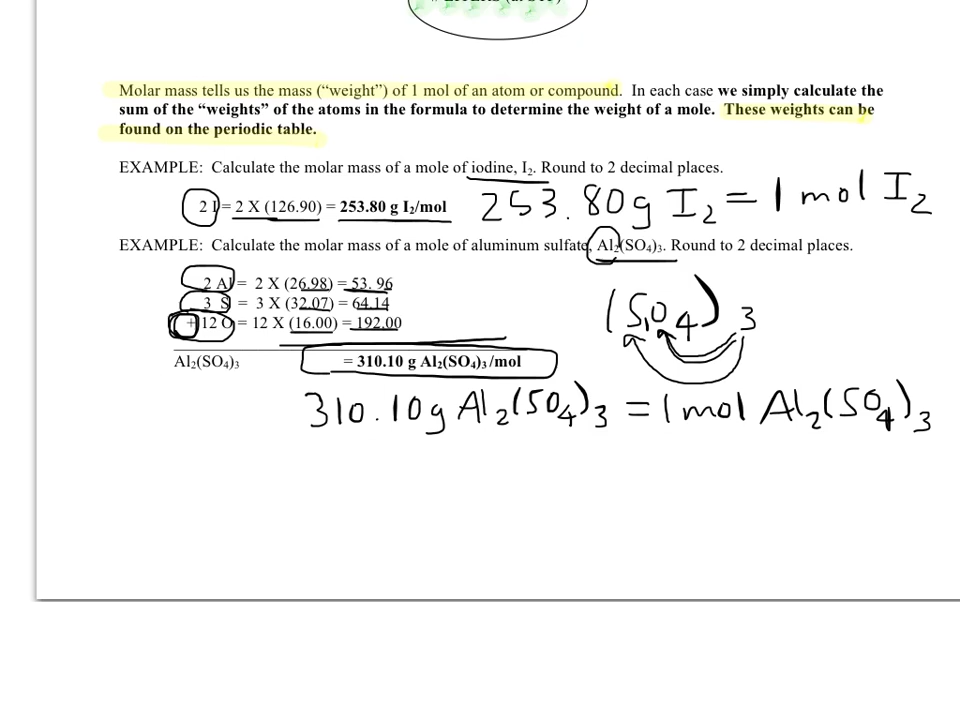 Molar mass tells us the mass (“weight”) of 1 mol of an atom or compound. In each case we simply calculate the
sum of the “weights” of the atoms in the formula to determine the weight of a mole. These weights can be
found on the periodic table.
EXAMPLE: Calculate the molar mass of a mole of iodine, I₂. Round to 2 decimal places.
2 I = 2 X (126.90) = 253.80 g I₂/mol
253.80g I₂ = 1 mol I₂
EXAMPLE: Calculate the molar mass of a mole of aluminum sulfate, Al₂(SO₄)₃. Round to 2 decimal places.
2 Al = 2 X (26.98) = 53. 96
3 S = 3 X (32.07) = 64.14
+ 12 O = 12 X (16.00) = 192.00
(S₁O₄)₃
Al₂(SO₄)₃ = 310.10 g Al₂(SO₄)₃/mol
310.10g Al₂(SO₄)₃ = 1 mol Al₂(SO₄)₃